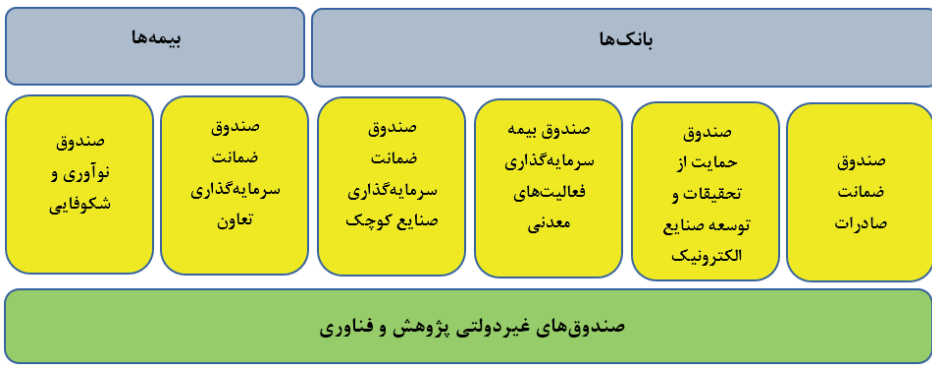 بانک‌ها
بیمه‌ها
صندوق
ضمانت
صادرات
صندوق
حمایت از
تحقیقات و
توسعه صنایع
الکترونیک
صندوق بیمه
سرمایه‌گذاری
فعالیت‌های
معدنی
صندوق
ضمانت
سرمایه‌گذاری
صنایع کوچک
صندوق
ضمانت
سرمایه‌گذاری
تعاون
صندوق
نوآوری و
شکوفایی
صندوق‌های غیردولتی پژوهش و فناوری